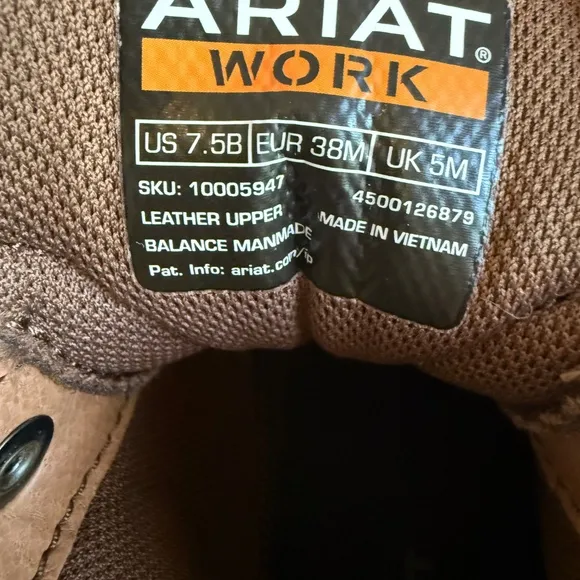 ARIAT®
WORK
US 7.5B EUR 38M UK 5M
SKU: 10005947 4500126879
LEATHER UPPER MADE IN VIETNAM
BALANCE MANMADE
Pat. Info: ariat.com/ip